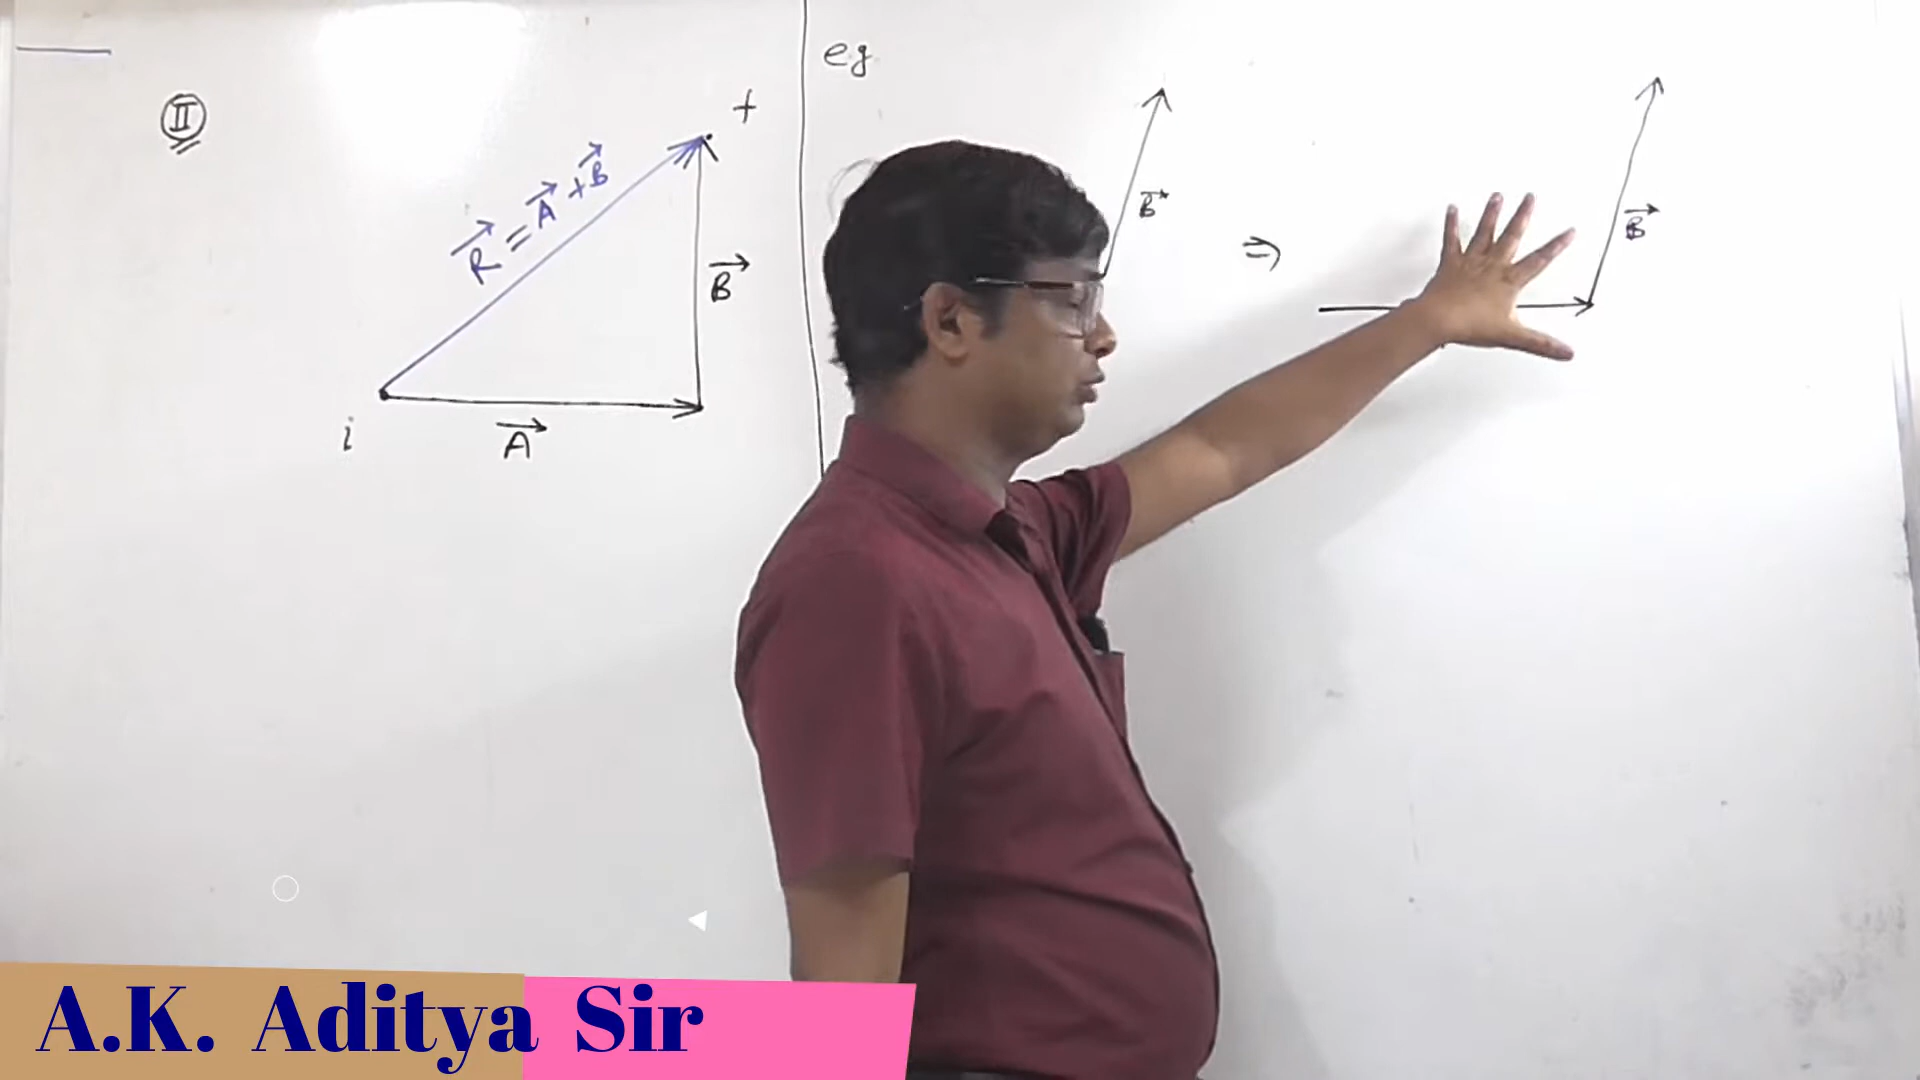 II
R = A + B
B
A
i
+
eg
B
⇒
B
A.K. Aditya Sir